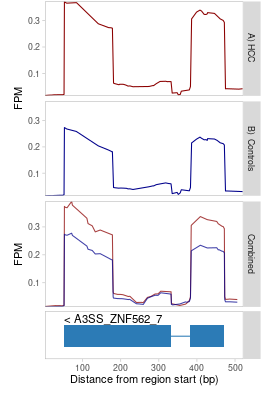 0.3
0.2
0.1
A) HCC
FPM
0.3
0.2
0.1
B) Controls
0.3
0.2
0.1
Combined
FPM
< A3SS_ZNF562_7
100 200 300 400 500
Distance from region start (bp)